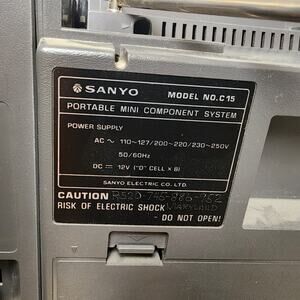 SANYO MODEL NO. C15
PORTABLE MINI COMPONENT SYSTEM
POWER SUPPLY
AC ~ 110~127/200~220/230~250V
50/60Hz
DC ⎓ 12V ("D" CELL × 8)
SANYO ELECTRIC CO. LTD.
CAUTION
RISK OF ELECTRIC SHOCK MARYLAND
- DO NOT OPEN!